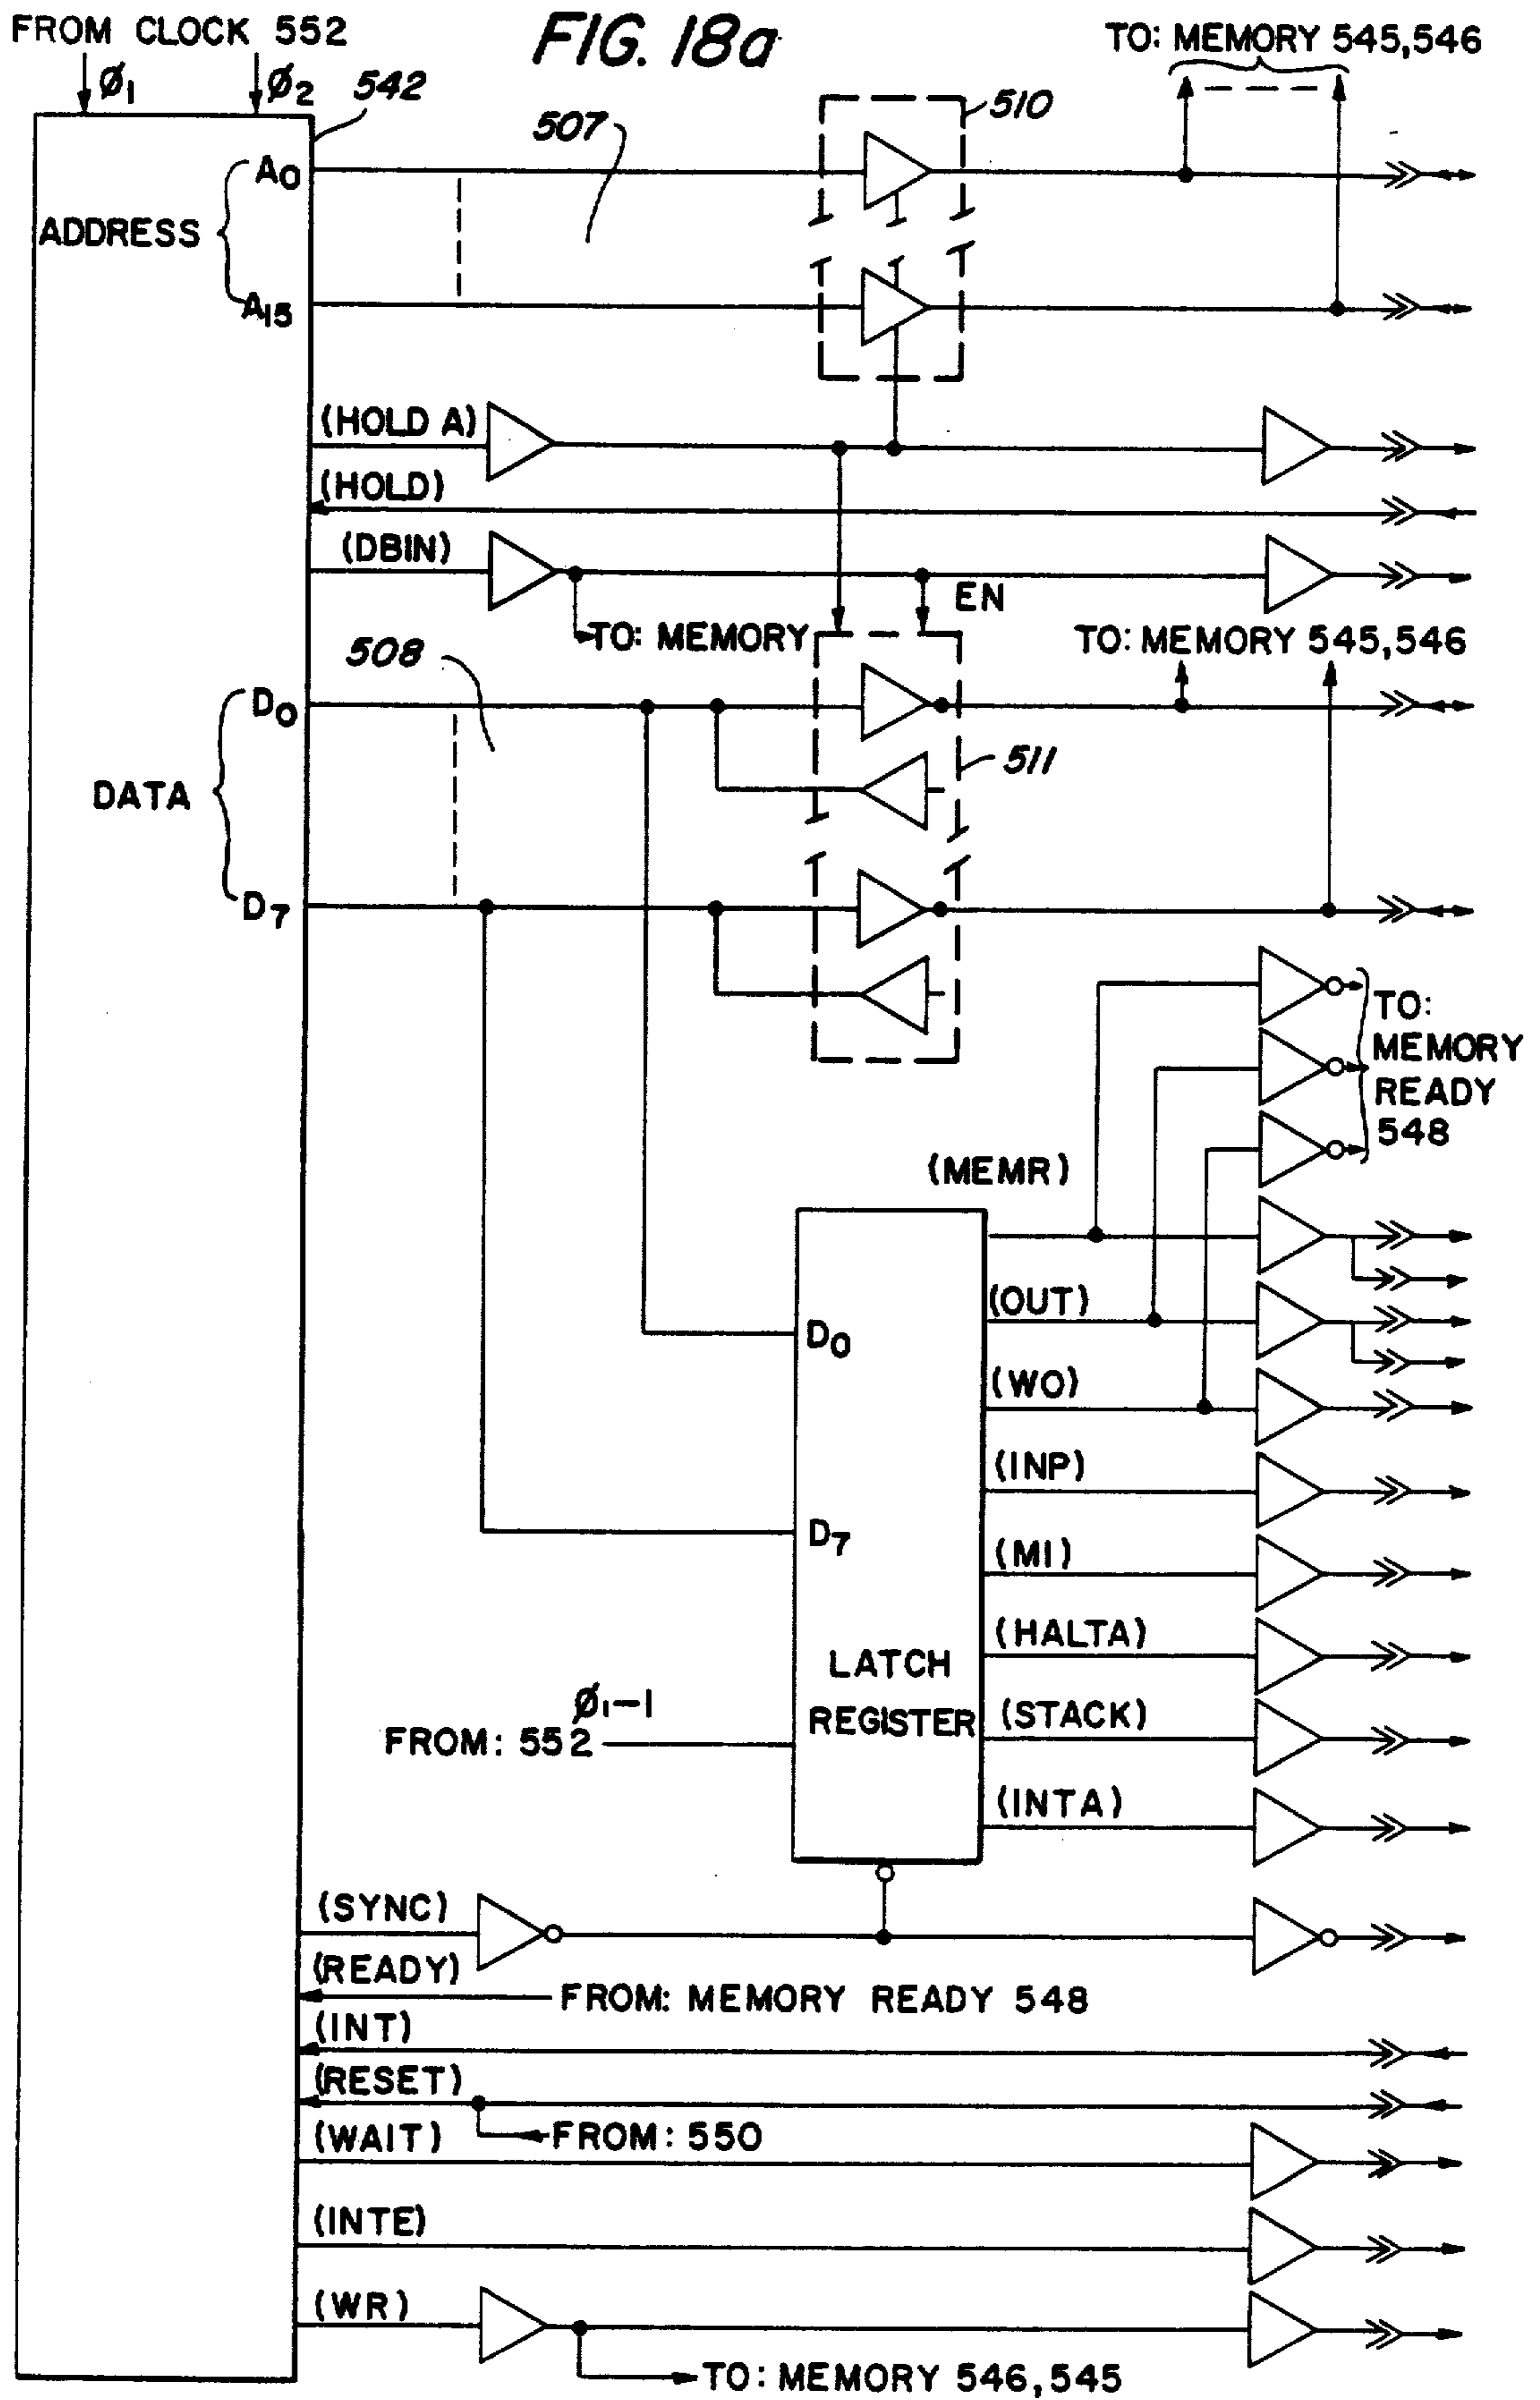 FROM CLOCK 552
FIG. 18a
TO: MEMORY 545,546
Ø1
Ø2
542
507
510
A0
ADDRESS
A15
(HOLD A)
(HOLD)
(DBIN)
EN
TO: MEMORY
TO: MEMORY 545,546
508
D0
511
DATA
D7
TO:
MEMORY
READY
548
(MEMR)
(OUT)
D0
(WO)
(INP)
D7
(MI)
(HALTA)
LATCH
REGISTER
Ø1-1
FROM: 552
(STACK)
(INTA)
(SYNC)
(READY)
FROM: MEMORY READY 548
(INT)
(RESET)
FROM: 550
(WAIT)
(INTE)
(WR)
TO: MEMORY 546,545